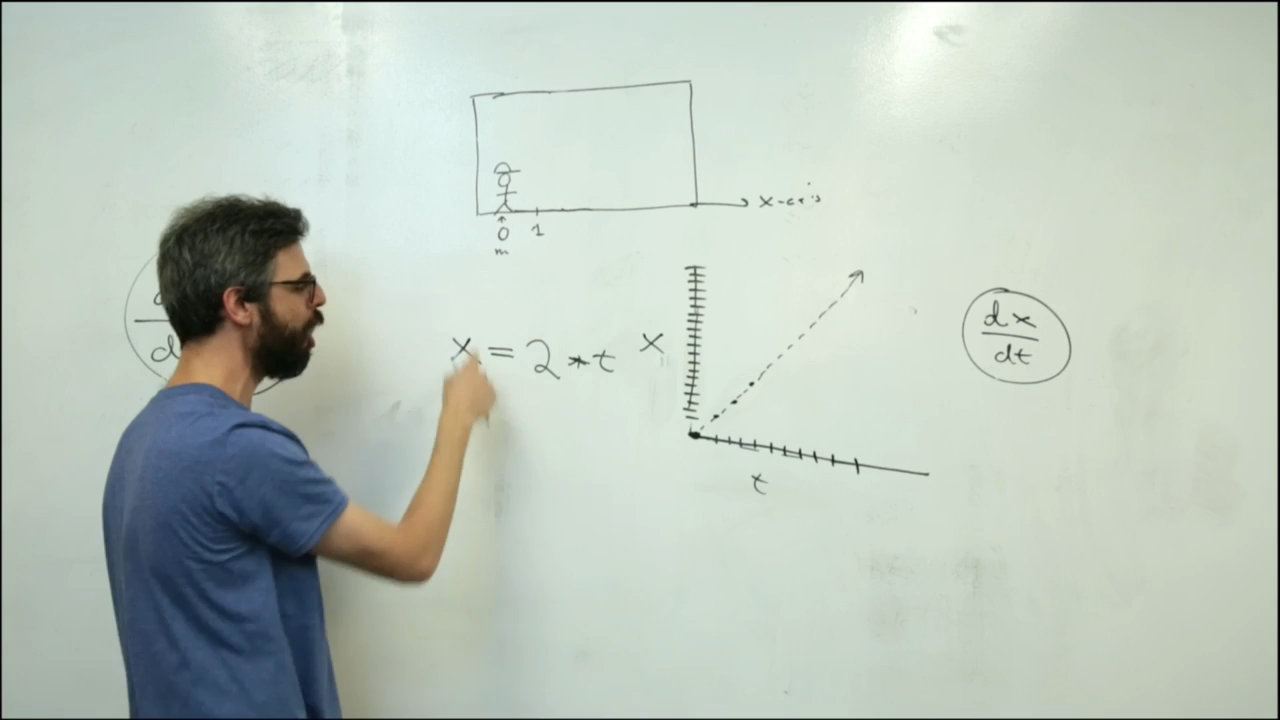 x-axis
0 1
m
x = 2 * t
x
t
dx
dt
d